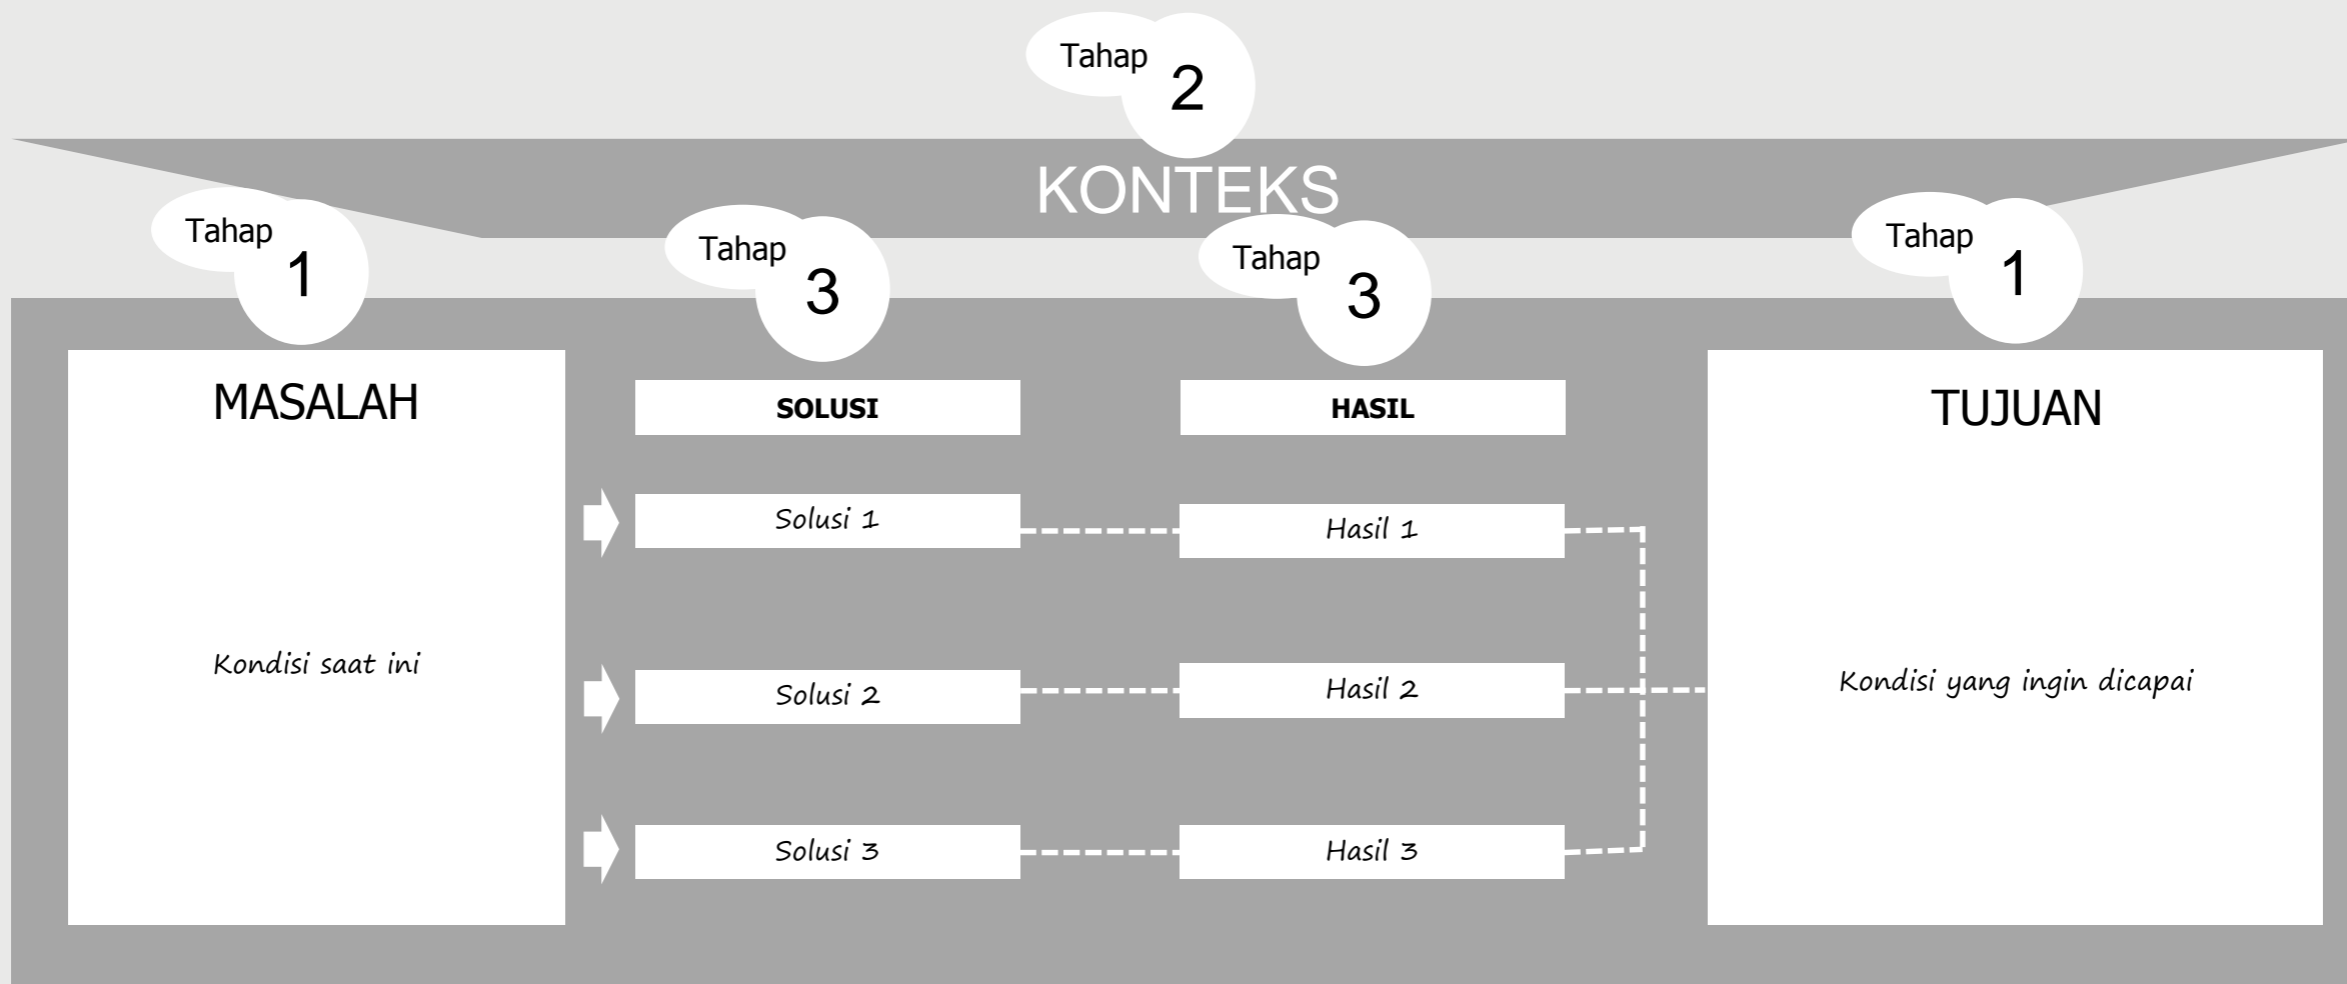 Tahap
2
KONTEKS
Tahap
1
Tahap
3
Tahap
3
Tahap
1
MASALAH
SOLUSI
HASIL
TUJUAN
Solusi 1
Hasil 1
Kondisi saat ini
Solusi 2
Hasil 2
Kondisi yang ingin dicapai
Solusi 3
Hasil 3